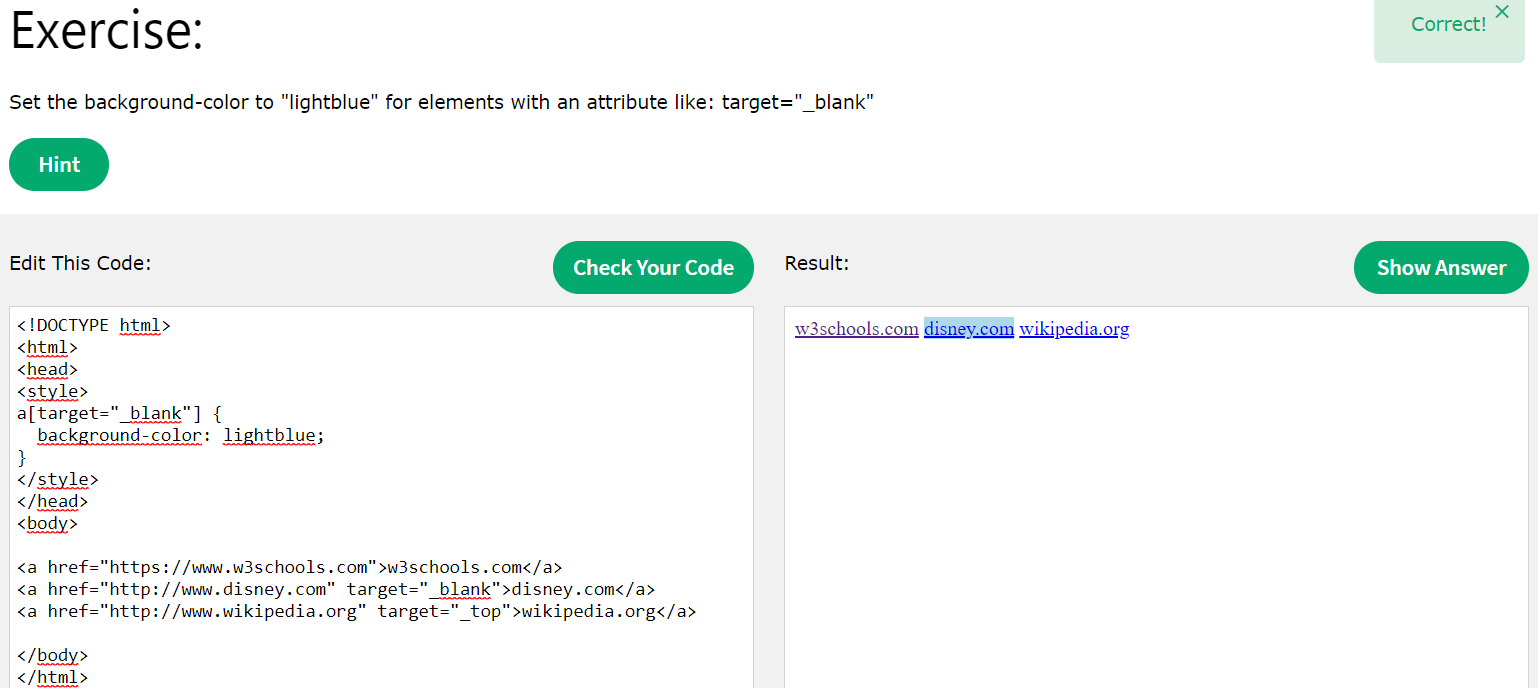 Exercise:
Correct!
×
Set the background-color to "lightblue" for elements with an attribute like: target="_blank"
Hint
Edit This Code:
Check Your Code
<!DOCTYPE html>
<html>
<head>
<style>
a[target="_blank"] {
  background-color: lightblue;
}
</style>
</head>
<body>

<a href="https://www.w3schools.com">w3schools.com</a>
<a href="http://www.disney.com" target="_blank">disney.com</a>
<a href="http://www.wikipedia.org" target="_top">wikipedia.org</a>

</body>
</html>
Result:
Show Answer
w3schools.com disney.com wikipedia.org